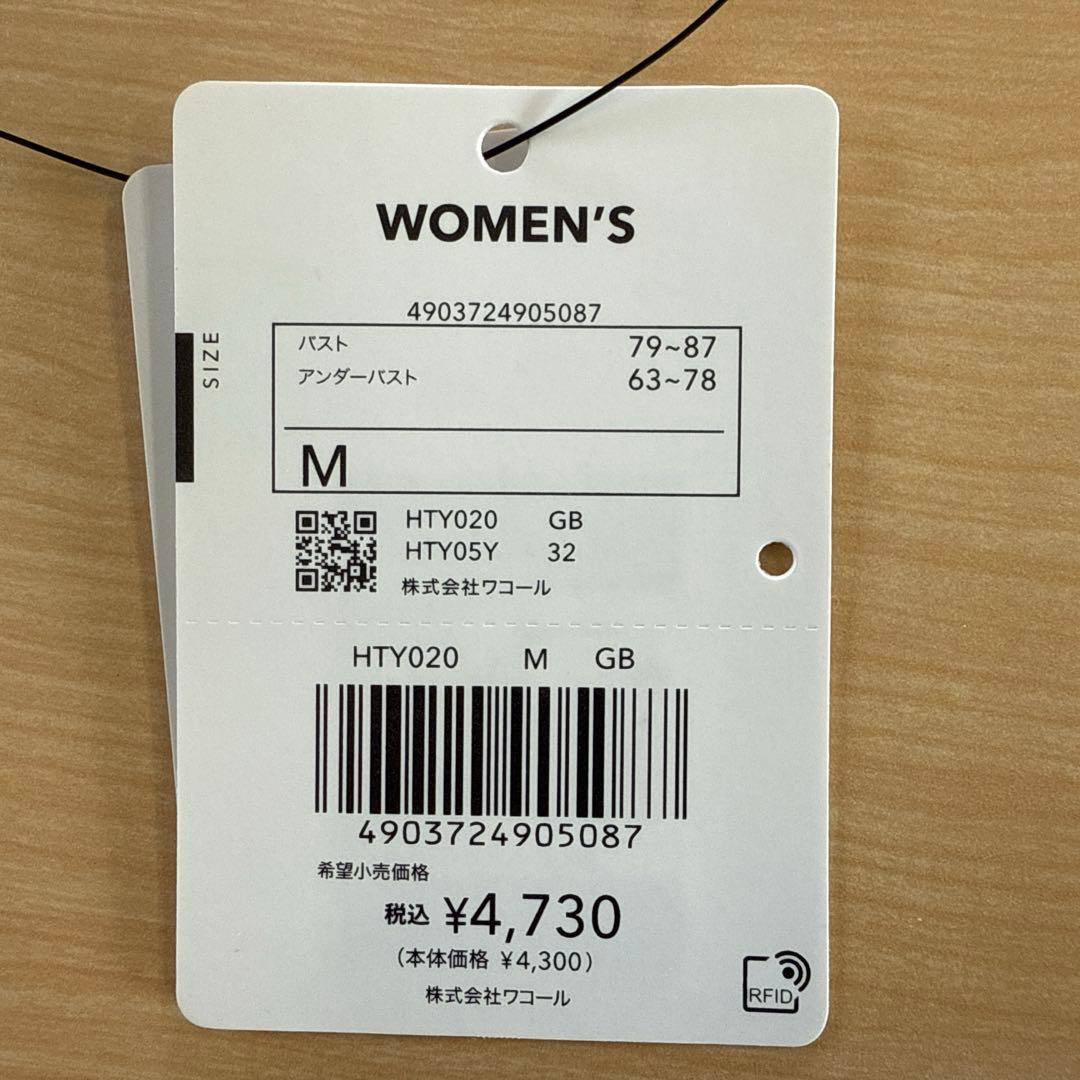 WOMEN'S
4903724905087
SIZE
バスト 79~87
アンダーバスト 63~78
M
HTY020 GB
HTY05Y 32
株式会社ワコール
HTY020 M GB
4903724905087
希望小売価格
税込 ¥4,730
(本体価格 ¥4,300)
株式会社ワコール
RFID